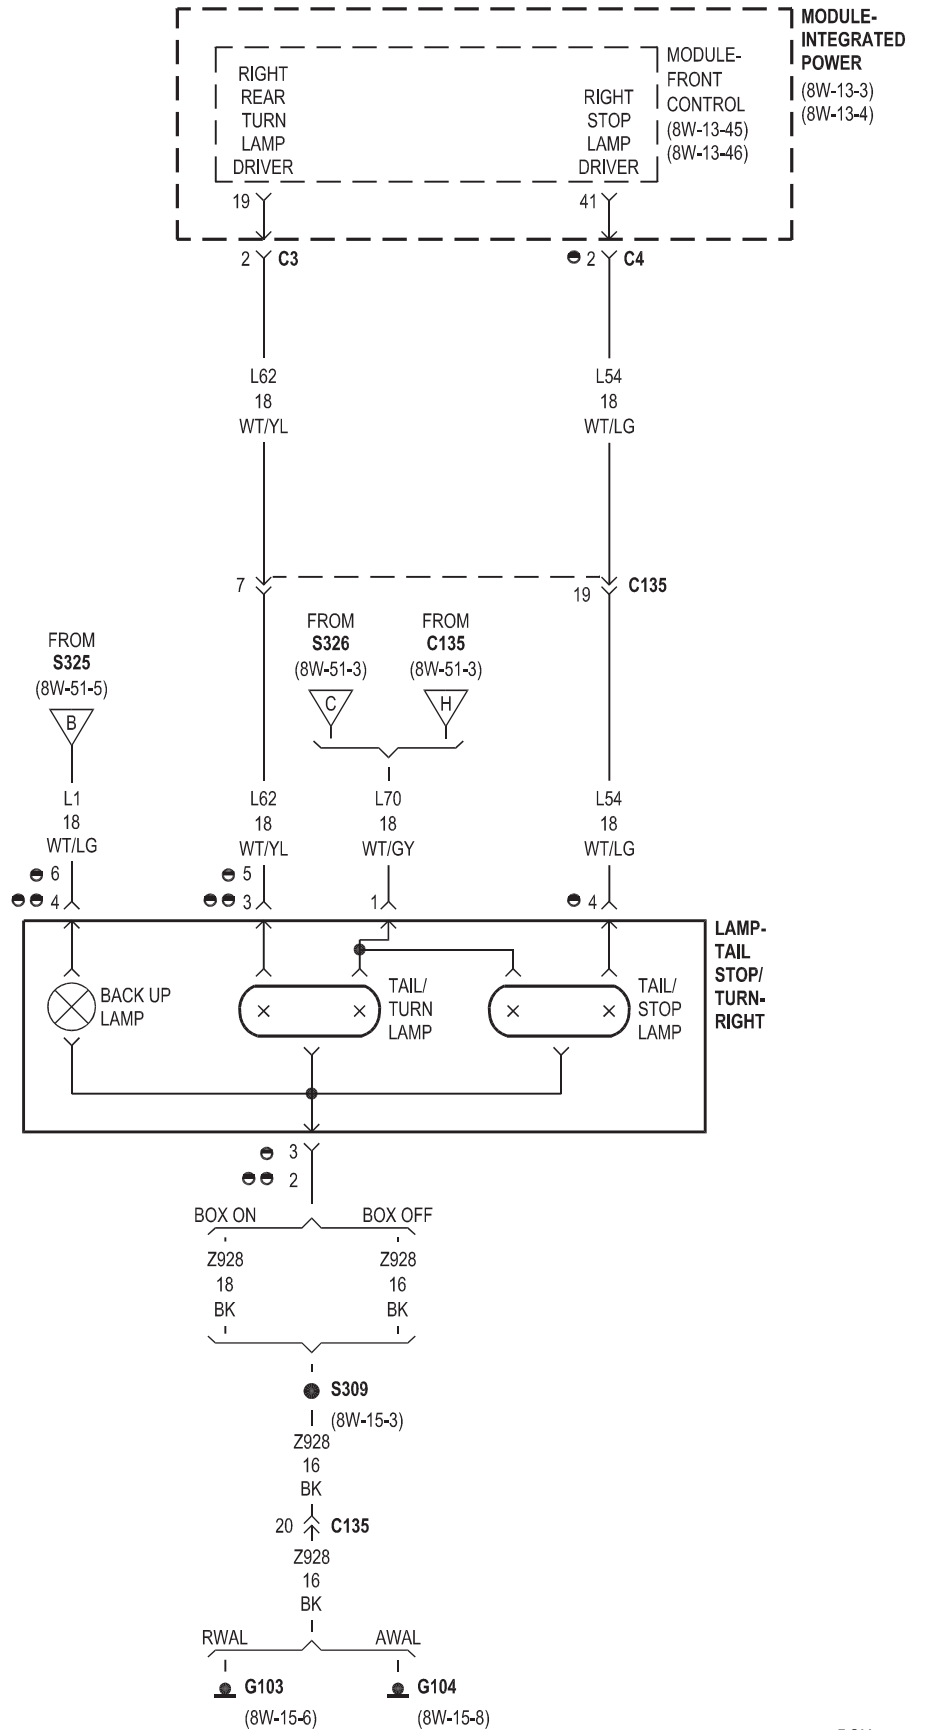 MODULE-
INTEGRATED
POWER
(8W-13-3)
(8W-13-4)
MODULE-
FRONT
CONTROL
(8W-13-45)
(8W-13-46)
RIGHT
REAR
TURN
LAMP
DRIVER
RIGHT
STOP
LAMP
DRIVER
19
41
2 C3
2 C4
L62
18
WT/YL
L54
18
WT/LG
7
19
C135
FROM
S325
(8W-51-5)
B
FROM
S326
(8W-51-3)
C
FROM
C135
(8W-51-3)
H
L1
18
WT/LG
L62
18
WT/YL
L70
18
WT/GY
L54
18
WT/LG
6
4
5
3
1
4
LAMP-
TAIL
STOP/
TURN-
RIGHT
BACK UP
LAMP
TAIL/
TURN
LAMP
TAIL/
STOP
LAMP
3
2
BOX ON
BOX OFF
Z928
18
BK
Z928
16
BK
S309
(8W-15-3)
Z928
16
BK
20
C135
Z928
16
BK
RWAL
AWAL
G103
(8W-15-6)
G104
(8W-15-8)